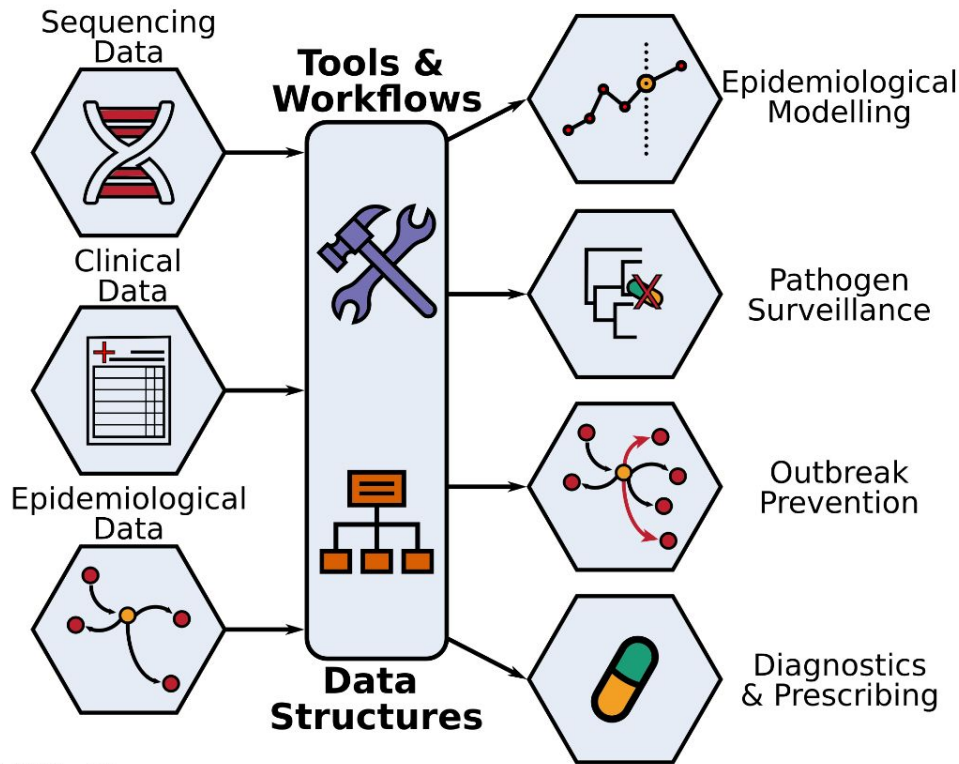 Sequencing
Data
Tools &
Workflows
Epidemiological
Modelling
Clinical
Data
Pathogen
Surveillance
Epidemiological
Data
Outbreak
Prevention
Data
Structures
Diagnostics
& Prescribing